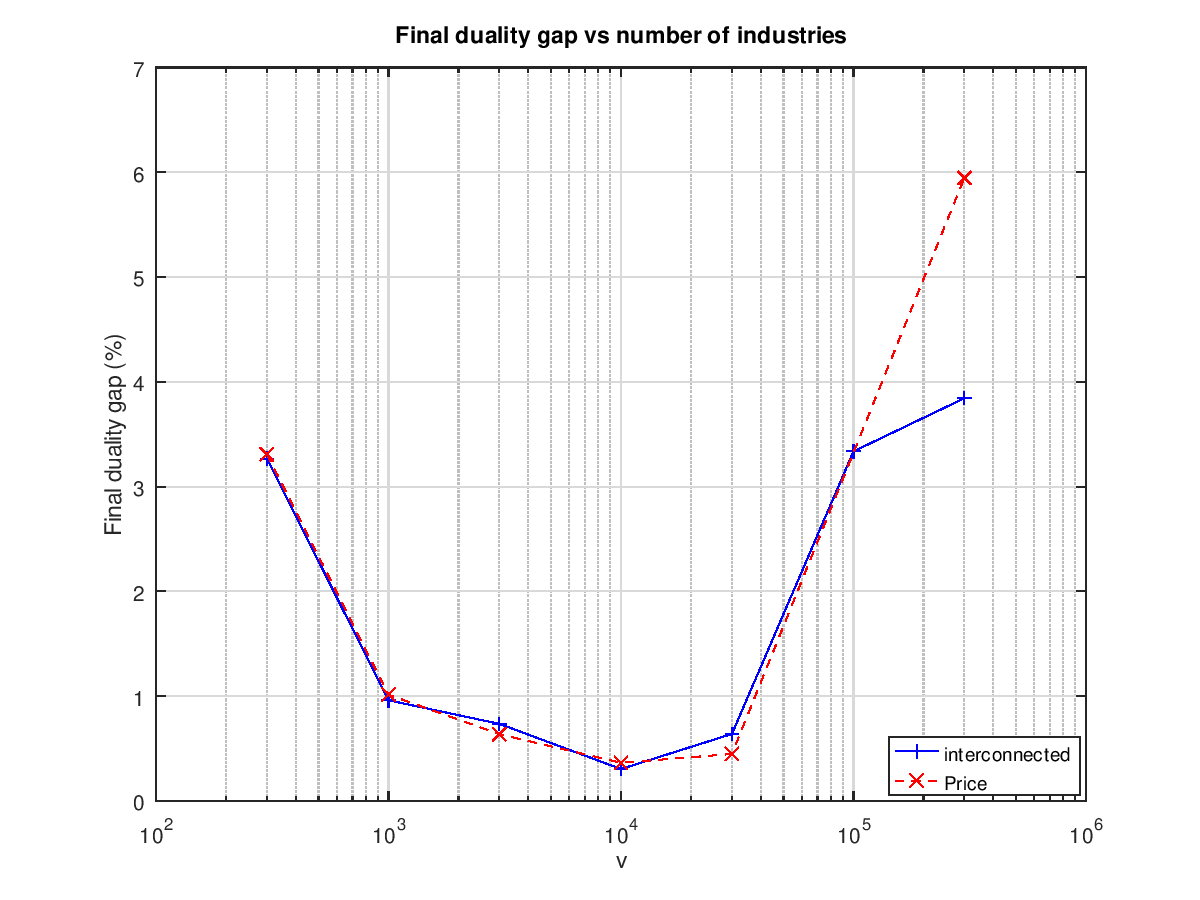 Final duality gap vs number of industries
Final duality gap (%)
7
6
5
4
3
2
1
0
10^2
10^3
10^4
10^5
10^6
v
interconnected
Price